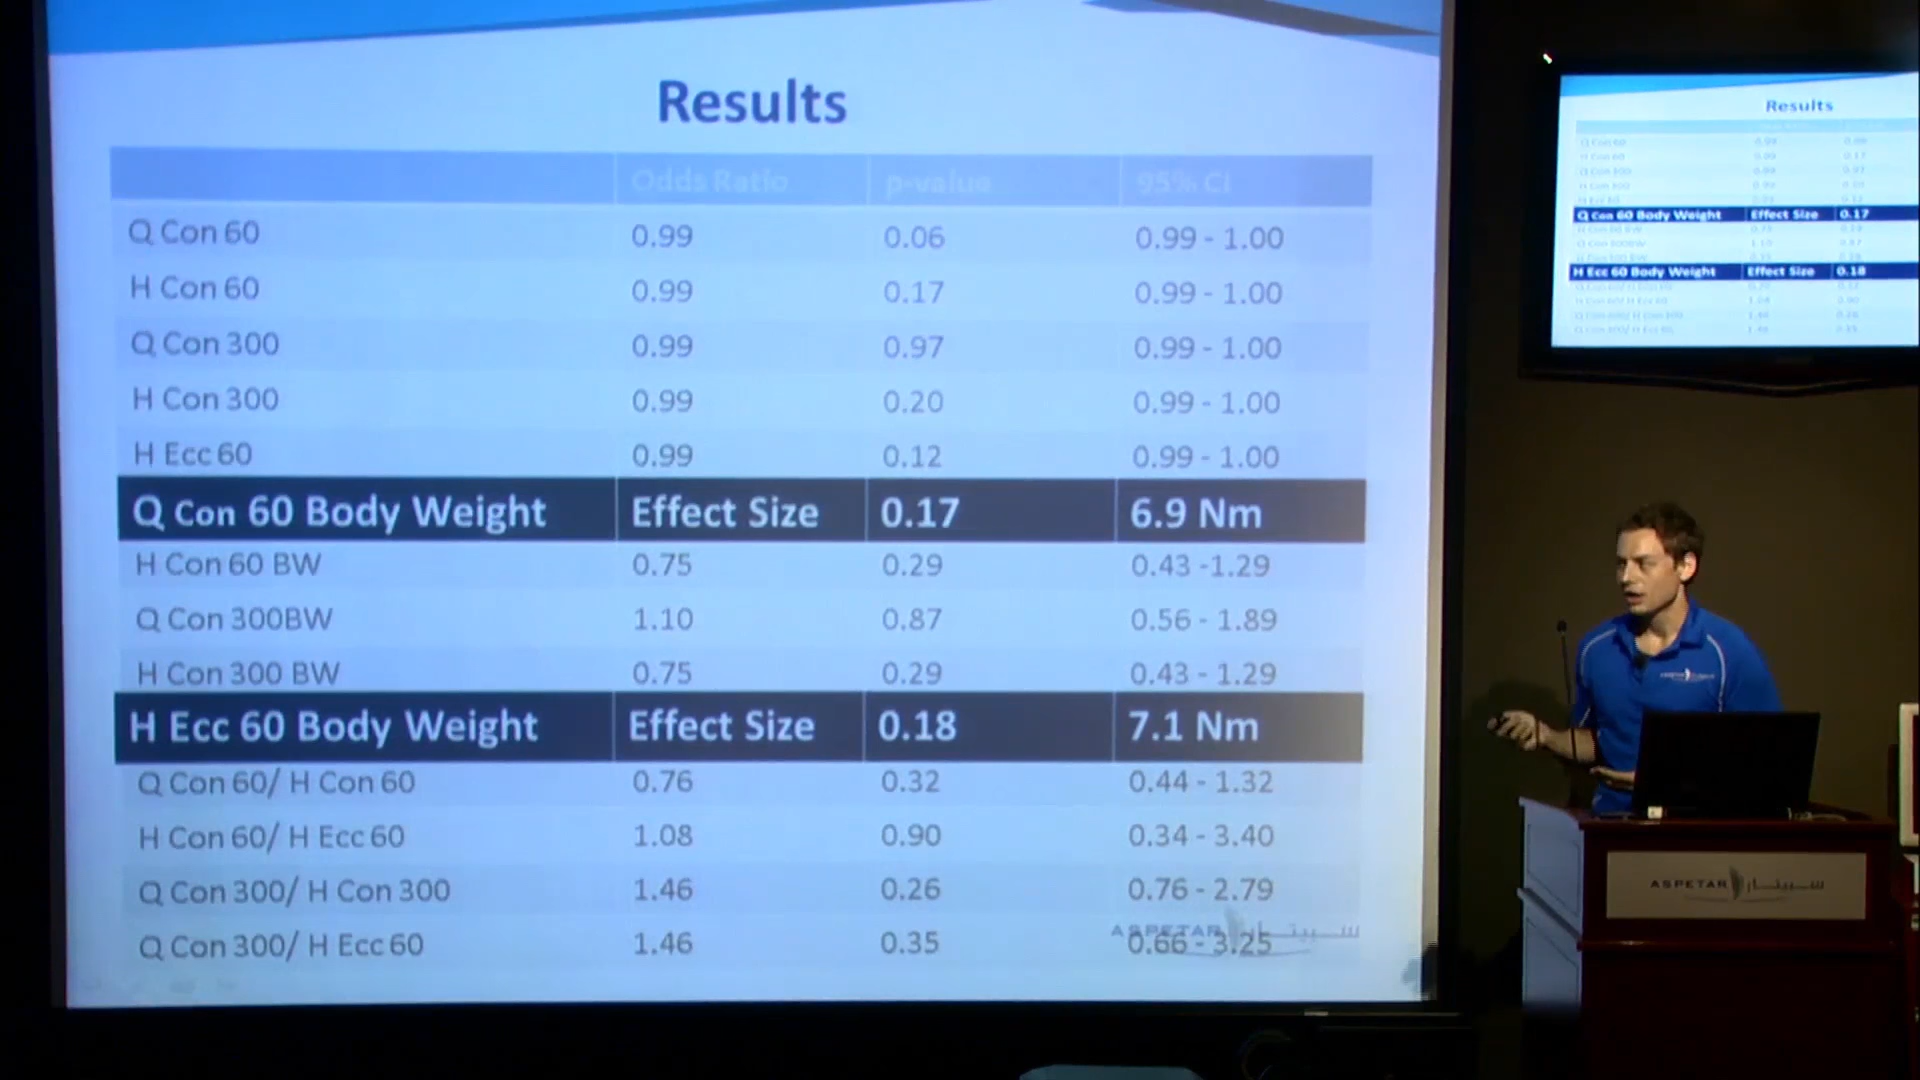 Results
Odds Ratio p-value 95% CI
Q Con 60 0.99 0.06 0.99 - 1.00
H Con 60 0.99 0.17 0.99 - 1.00
Q Con 300 0.99 0.97 0.99 - 1.00
H Con 300 0.99 0.20 0.99 - 1.00
H Ecc 60 0.99 0.12 0.99 - 1.00
Q Con 60 Body Weight Effect Size 0.17 6.9 Nm
H Con 60 BW 0.75 0.29 0.43 -1.29
Q Con 300BW 1.10 0.87 0.56 - 1.89
H Con 300 BW 0.75 0.29 0.43 - 1.29
H Ecc 60 Body Weight Effect Size 0.18 7.1 Nm
Q Con 60/ H Con 60 0.76 0.32 0.44 - 1.32
H Con 60/ H Ecc 60 1.08 0.90 0.34 - 3.40
Q Con 300/ H Con 300 1.46 0.26 0.76 - 2.79
Q Con 300/ H Ecc 60 1.46 0.35 0.66 - 3.25
ASPETAR سبيتار
Results
Q Con 60 Body Weight Effect Size 0.17
H Ecc 60 Body Weight Effect Size 0.18
ASPETAR سبيتار